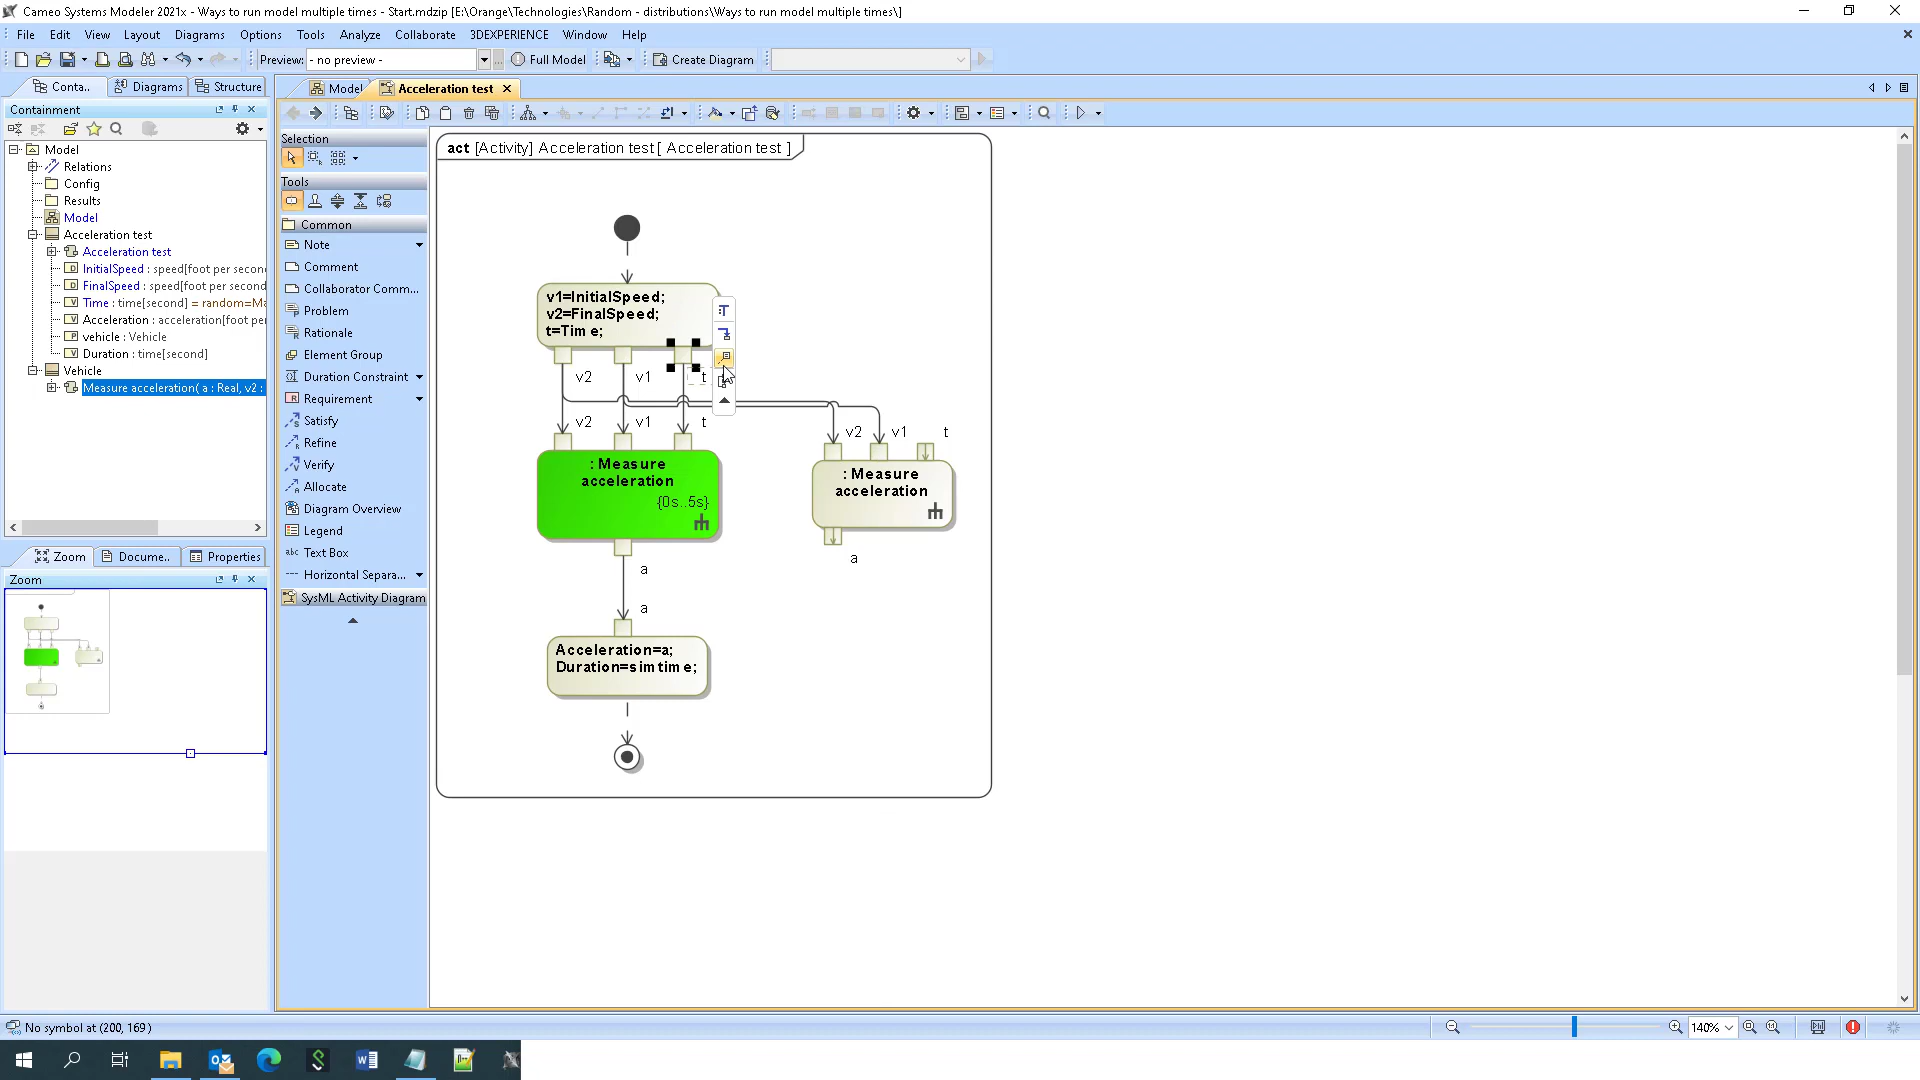 Cameo Systems Modeler 2021x - Ways to run model multiple times - Start.mdzip [E:\Orange\Technologies\Random - distributions\Ways to run model multiple times\]
File Edit View Layout Diagrams Options Tools Analyze Collaborate 3DEXPERIENCE Window Help
Preview: - no preview - ... Full Model Create Diagram
Conta.. Diagrams Structure
Model Acceleration test
Containment
Model
Relations
Config
Results
Model
Acceleration test
Acceleration test
InitialSpeed : speed[foot per second
FinalSpeed : speed[foot per secon
Time : time[second] = random=Ma
Acceleration : acceleration[foot pe
vehicle : Vehicle
Duration : time[second]
Vehicle
Measure acceleration( a : Real, v2 :
Zoom Docume.. Properties
Zoom
Selection
Tools
Common
Note
Comment
Collaborator Comm...
Problem
Rationale
Element Group
Duration Constraint
Requirement
Satisfy
Refine
Verify
Allocate
Diagram Overview
Legend
abc Text Box
Horizontal Separa...
SysML Activity Diagram
act [Activity] Acceleration test [ Acceleration test ]
v1=InitialSpeed;
v2=FinalSpeed;
t=Time;
v2 v1 t
v2 v1 t
v2 v1 t
: Measure
acceleration
{0s..5s}
: Measure
acceleration
a
a
a
Acceleration=a;
Duration=simtime;
No symbol at (200, 169)
140%